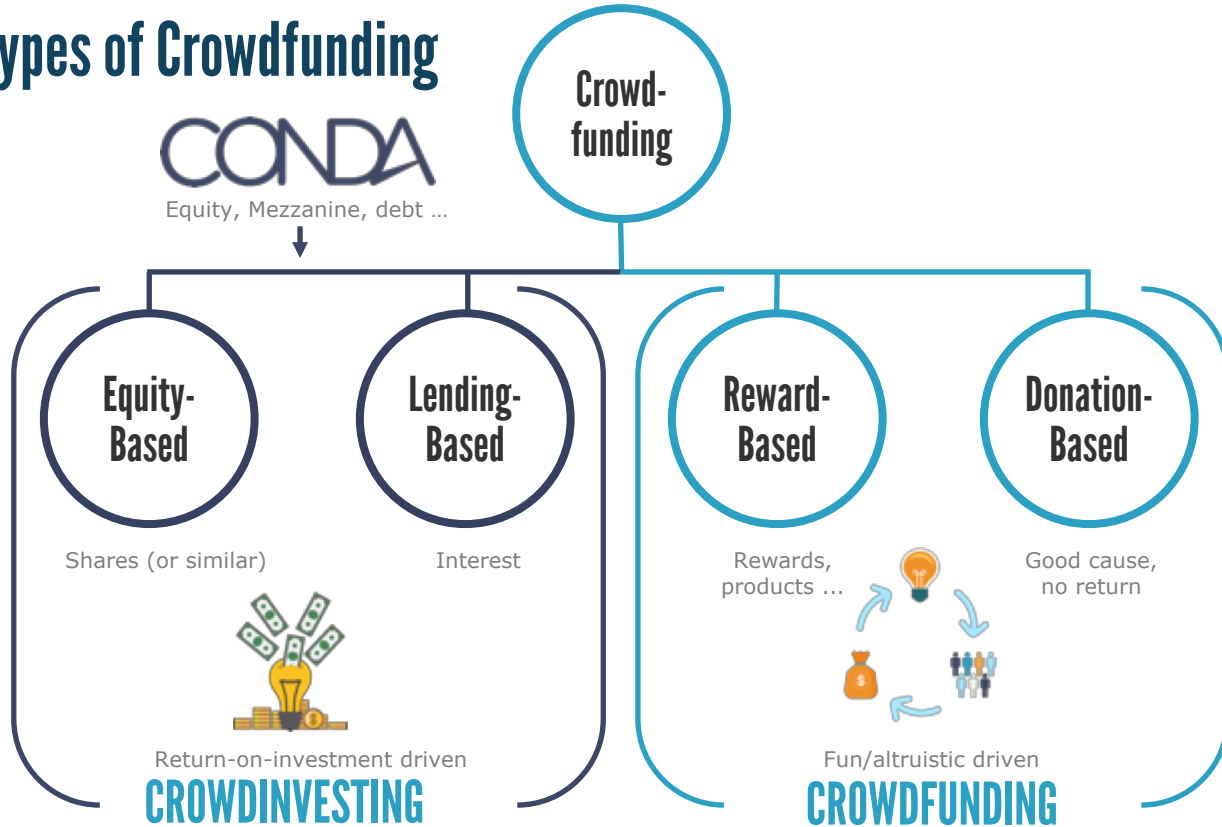 ypes of Crowdfunding
Crowd-
funding
CONDA
Equity, Mezzanine, debt ...
Equity-
Based
Lending-
Based
Reward-
Based
Donation-
Based
Shares (or similar)
Interest
Rewards,
products ...
Good cause,
no return
$
Return-on-investment driven
CROWDINVESTING
Fun/altruistic driven
CROWDFUNDING